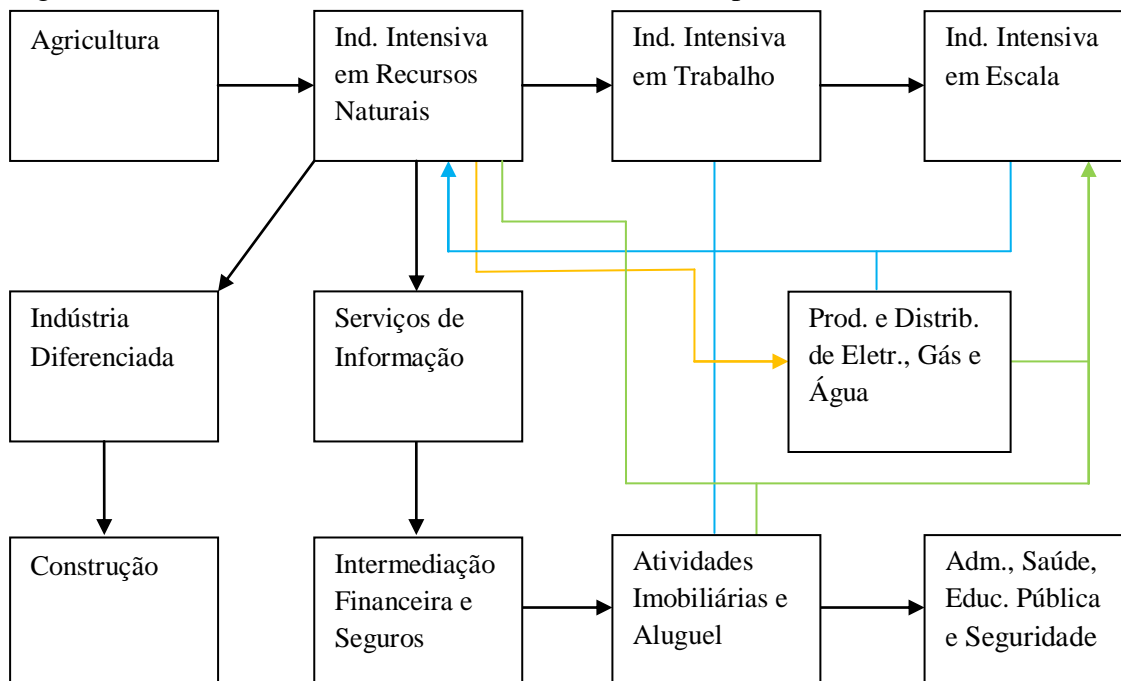 Agricultura
Ind. Intensiva
em Recursos
Naturais
Ind. Intensiva
em Trabalho
Ind. Intensiva
em Escala
Indústria
Diferenciada
Serviços de
Informação
Prod. e Distrib.
de Eletr., Gás e
Água
Construção
Intermediação
Financeira e
Seguros
Atividades
Imobiliárias e
Aluguel
Adm., Saúde,
Educ. Pública
e Seguridade